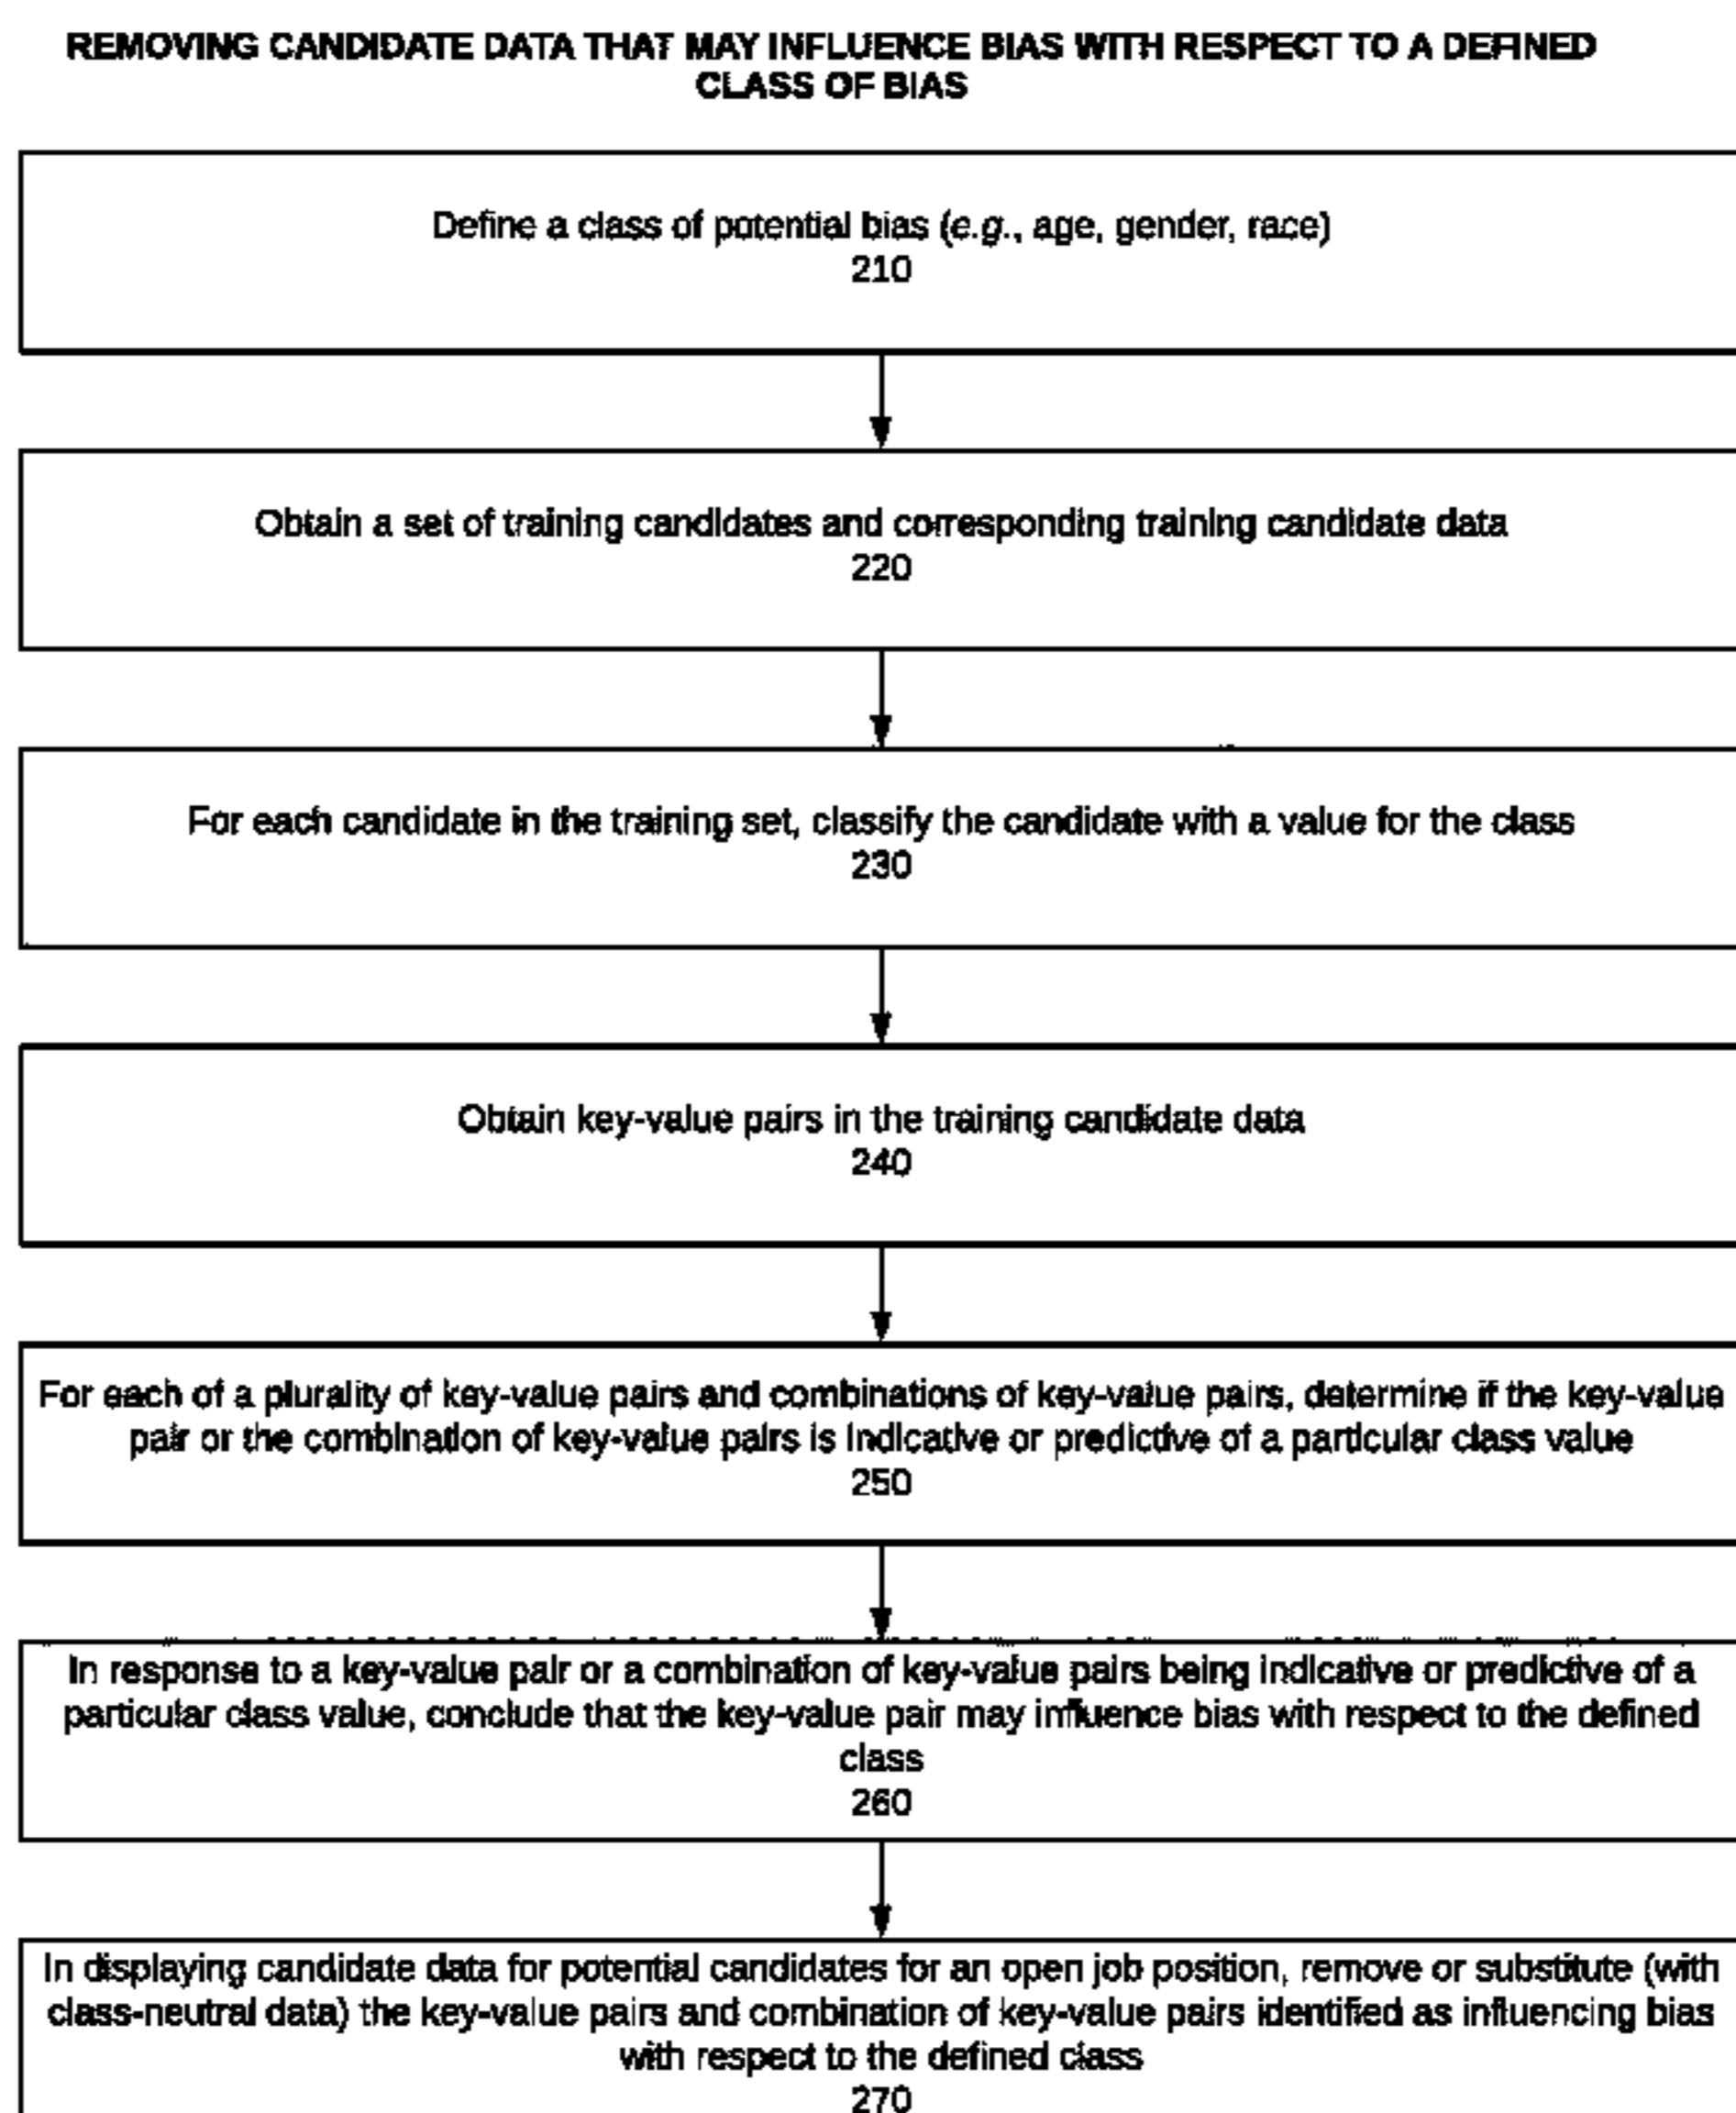 REMOVING CANDIDATE DATA THAT MAY INFLUENCE BIAS WITH RESPECT TO A DEFINED
CLASS OF BIAS
Define a class of potential bias (e.g., age, gender, race)
210
Obtain a set of training candidates and corresponding training candidate data
220
For each candidate in the training set, classify the candidate with a value for the class
230
Obtain key-value pairs in the training candidate data
240
For each of a plurality of key-value pairs and combinations of key-value pairs, determine if the key-value
pair or the combination of key-value pairs is indicative or predictive of a particular class value
250
In response to a key-value pair or a combination of key-value pairs being indicative or predictive of a
particular class value, conclude that the key-value pair may influence bias with respect to the defined
class
260
In displaying candidate data for potential candidates for an open job position, remove or substitute (with
class-neutral data) the key-value pairs and combination of key-value pairs identified as influencing bias
with respect to the defined class
270